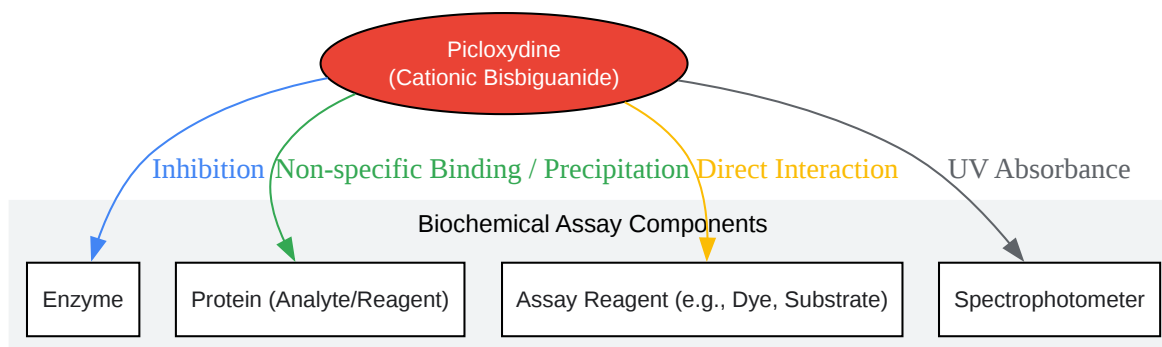 Picloxydine
(Cationic Bisbiguanide)
Inhibition
Non-specific Binding / Precipitation
Direct Interaction
UV Absorbance
Biochemical Assay Components
Enzyme
Protein (Analyte/Reagent)
Assay Reagent (e.g., Dye, Substrate)
Spectrophotometer